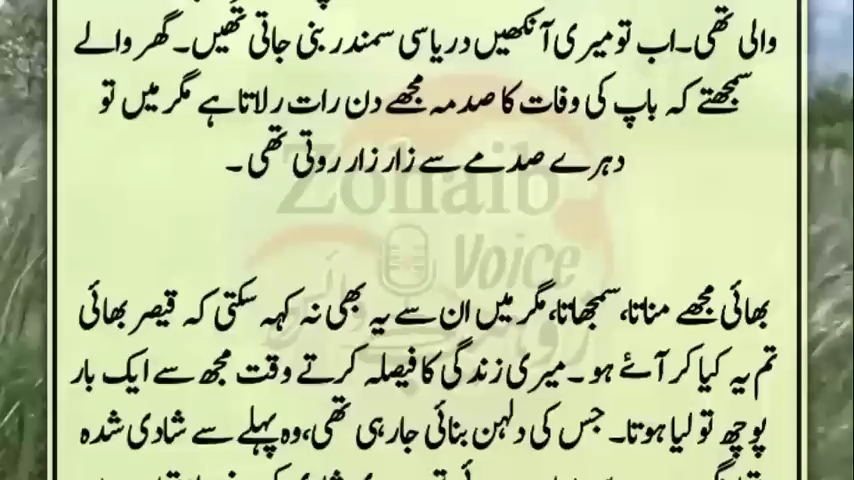 والی تھی۔ اب تو میری آنکھیں دریا سی سمندر بنی جاتی تھیں۔ گھر والے
سمجھتے کہ باپ کی وفات کا صدمہ مجھے دن رات رلاتا ہے مگر میں تو
دہرے صدمے سے زار زار روتی تھی ۔
Zohaib
Voice
بھائی مجھے مناتا، سمجھاتا، مگر میں ان سے یہ بھی نہ کہہ سکتی کہ قیصر بھائی
تم یہ کیا کر آئے ہو ۔ میری زندگی کا فیصلہ کرتے وقت مجھ سے ایک بار
پوچھ تو لیا ہوتا۔ جس کی دلہن بنائی جا رہی تھی، وہ پہلے سے شادی شدہ